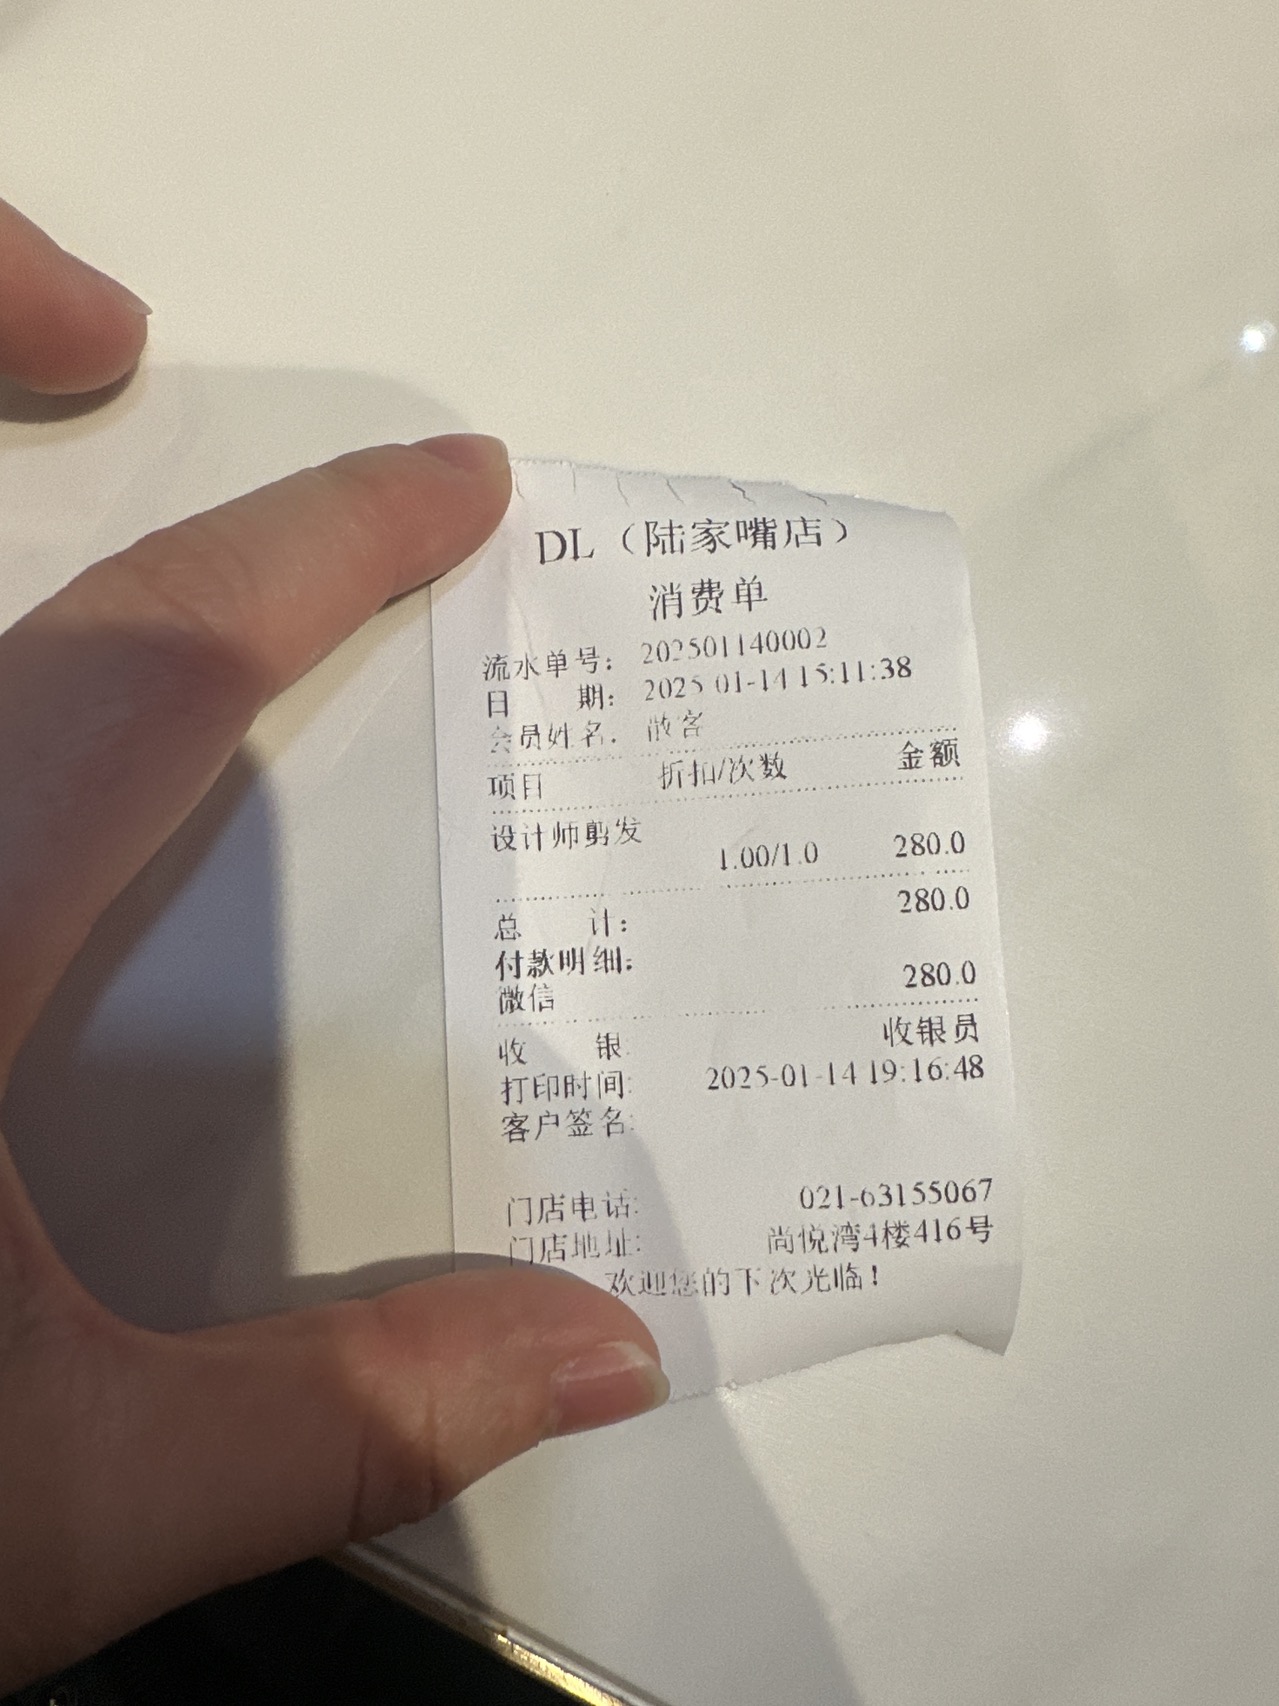 DL（陆家嘴店）
消费单
流水单号： 202501140002
日 期： 2025-01-14 15:11:38
会员姓名： 散客
项目 折扣/次数 金额
设计师剪发
1.00/1.0 280.0
总 计： 280.0
付款明细：
微信 280.0
收 银: 收银员
打印时间: 2025-01-14 19:16:48
客户签名:
门店电话: 021-63155067
门店地址: 尚悦湾4楼416号
欢迎您的下次光临！